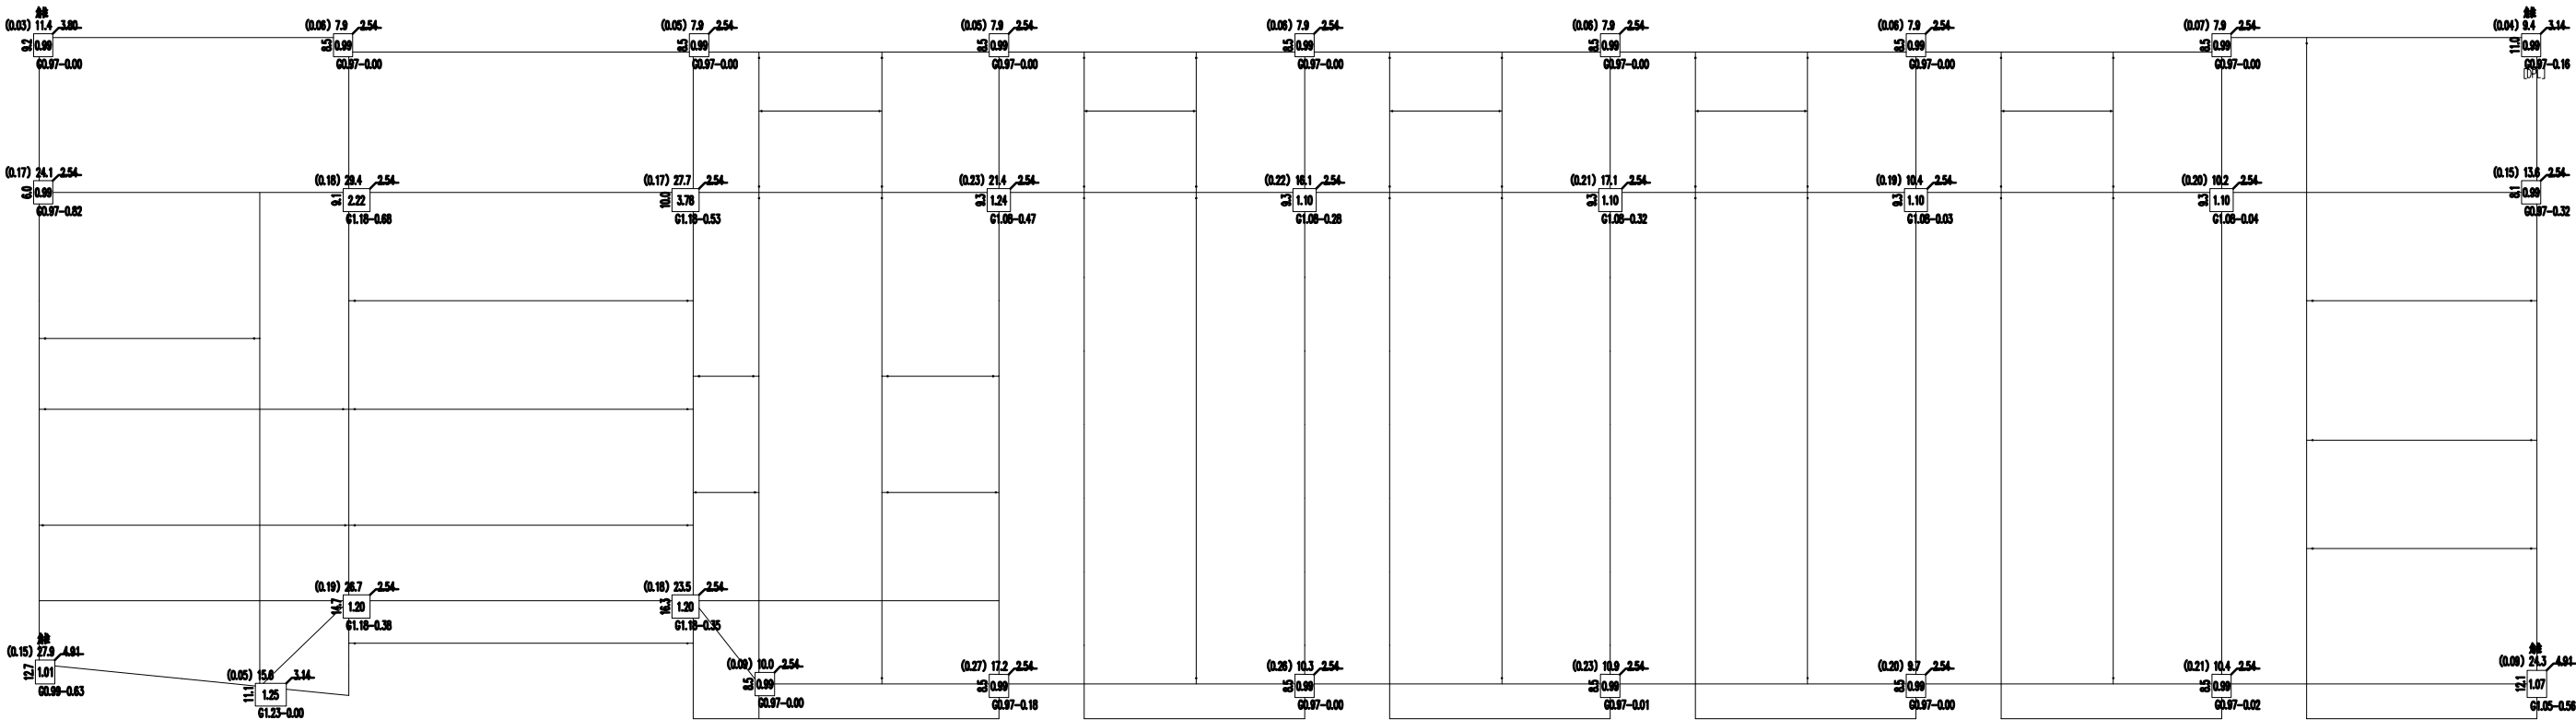 (0.03) 11.4 3.80
9.2 0.99
G0.97-0.00
(0.06) 7.9 2.54
8.5 0.99
G0.97-0.00
(0.05) 7.9 2.54
8.5 0.99
G0.97-0.00
(0.05) 7.9 2.54
8.5 0.99
G0.97-0.00
(0.06) 7.9 2.54
8.5 0.99
G0.97-0.00
(0.06) 7.9 2.54
8.5 0.99
G0.97-0.00
(0.06) 7.9 2.54
8.5 0.99
G0.97-0.00
(0.07) 7.9 2.54
8.5 0.99
G0.97-0.00
(0.04) 9.4 3.14
11.0 0.99
G0.97-0.16
[DPL]
(0.17) 24.1 2.54
6.0 0.99
G0.97-0.82
(0.18) 29.4 2.54
9.1 2.22
G1.18-0.68
(0.17) 27.7 2.54
10.0 3.78
G1.18-0.53
(0.23) 21.4 2.54
9.3 1.24
G1.08-0.47
(0.22) 16.1 2.54
9.3 1.10
G1.08-0.28
(0.21) 17.1 2.54
9.3 1.10
G1.08-0.32
(0.19) 10.4 2.54
9.3 1.10
G1.08-0.03
(0.20) 10.2 2.54
9.3 1.10
G1.08-0.04
(0.15) 13.6 2.54
8.1 0.99
G0.97-0.32
(0.19) 26.7 2.54
14.7 1.20
G1.18-0.38
(0.18) 23.5 2.54
16.3 1.20
G1.18-0.35
(0.15) 27.9 4.91
12.7 1.01
G0.99-0.63
(0.05) 15.6 3.14
11.1 1.25
G1.23-0.00
(0.09) 10.0 2.54
8.5 0.99
G0.97-0.00
(0.27) 17.2 2.54
8.5 0.99
G0.97-0.18
(0.26) 10.3 2.54
8.5 0.99
G0.97-0.00
(0.23) 10.9 2.54
8.5 0.99
G0.97-0.01
(0.20) 9.7 2.54
8.5 0.99
G0.97-0.00
(0.21) 10.4 2.54
8.5 0.99
G0.97-0.02
(0.09) 24.3 4.91
12.1 1.07